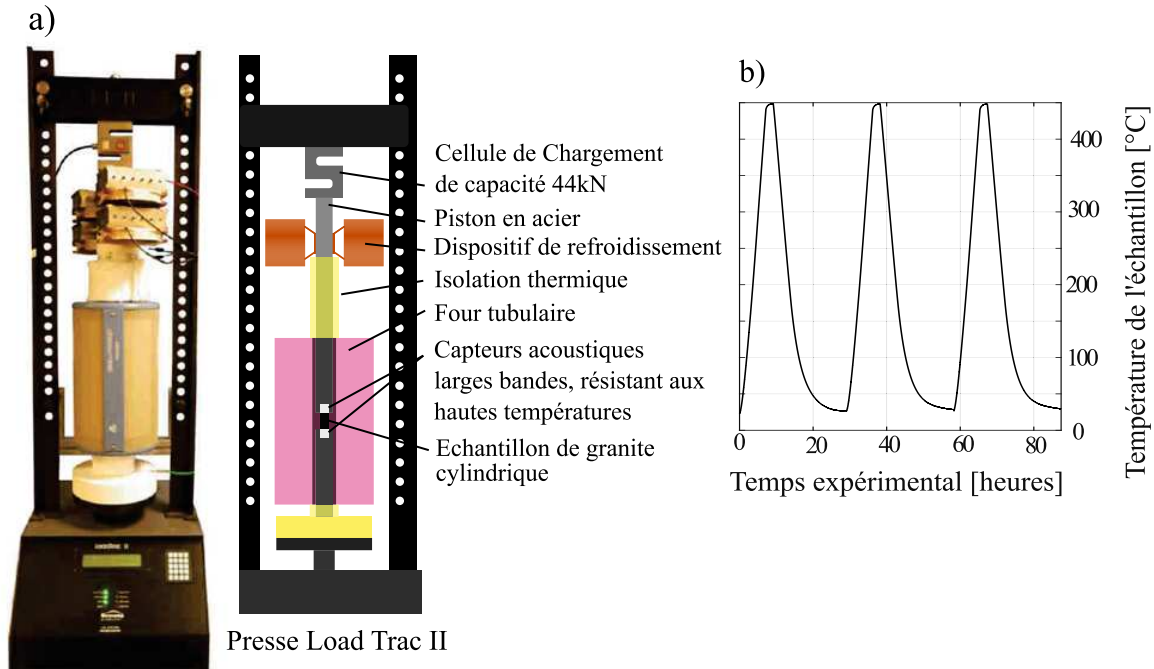 a)
Cellule de Chargement
de capacité 44kN
Piston en acier
Dispositif de refroidissement
Isolation thermique
Four tubulaire
Capteurs acoustiques
larges bandes, résistant aux
hautes températures
Echantillon de granite
cylindrique
Presse Load Trac II
b)
400
300
200
100
0
Température de l'échantillon [°C]
0
20
40
60
80
Temps expérimental [heures]